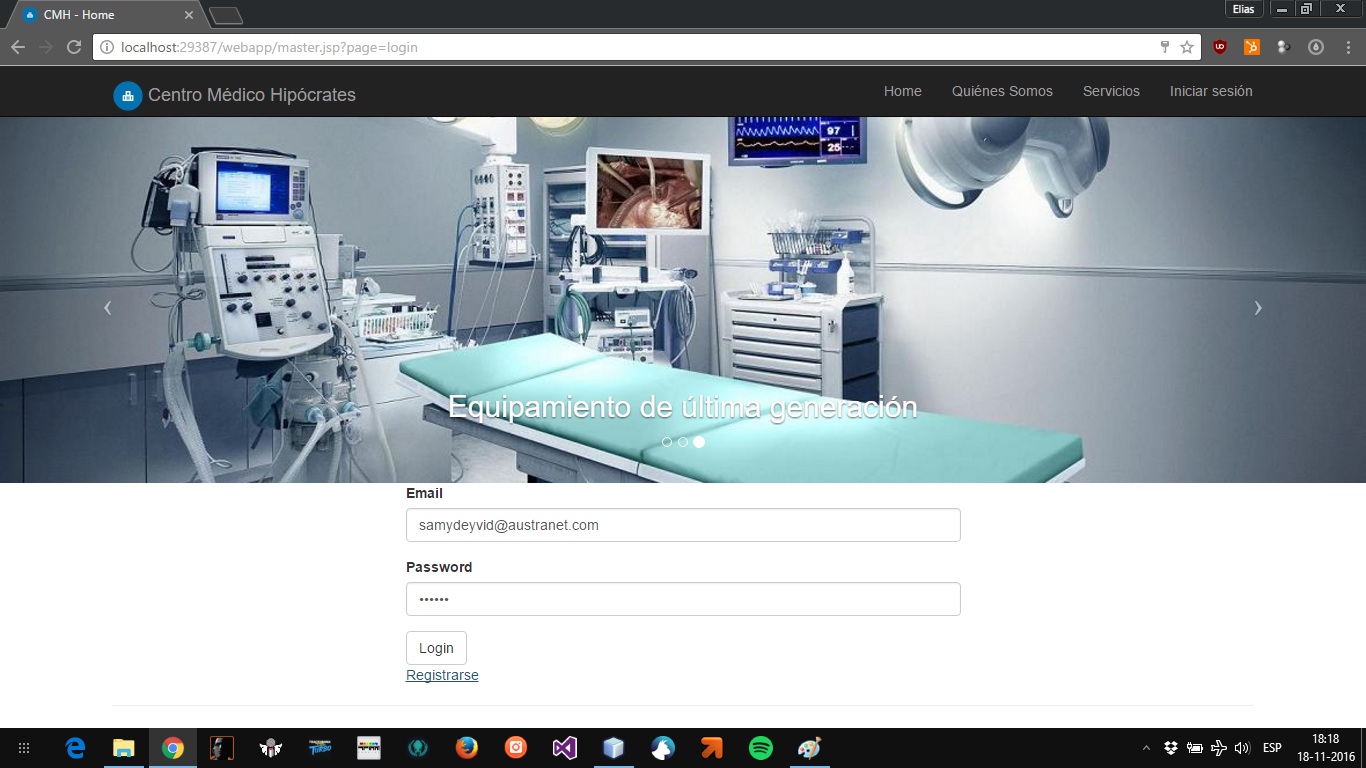 CMH - Home
Elias
localhost:29387/webapp/master.jsp?page=login
Centro Médico Hipócrates
Home
Quiénes Somos
Servicios
Iniciar sesión
97
25
Equipamiento de última generación
Email
samydeyvid@austranet.com
Password
••••••
Login
Registrarse
ESP
18:18
18-11-2016